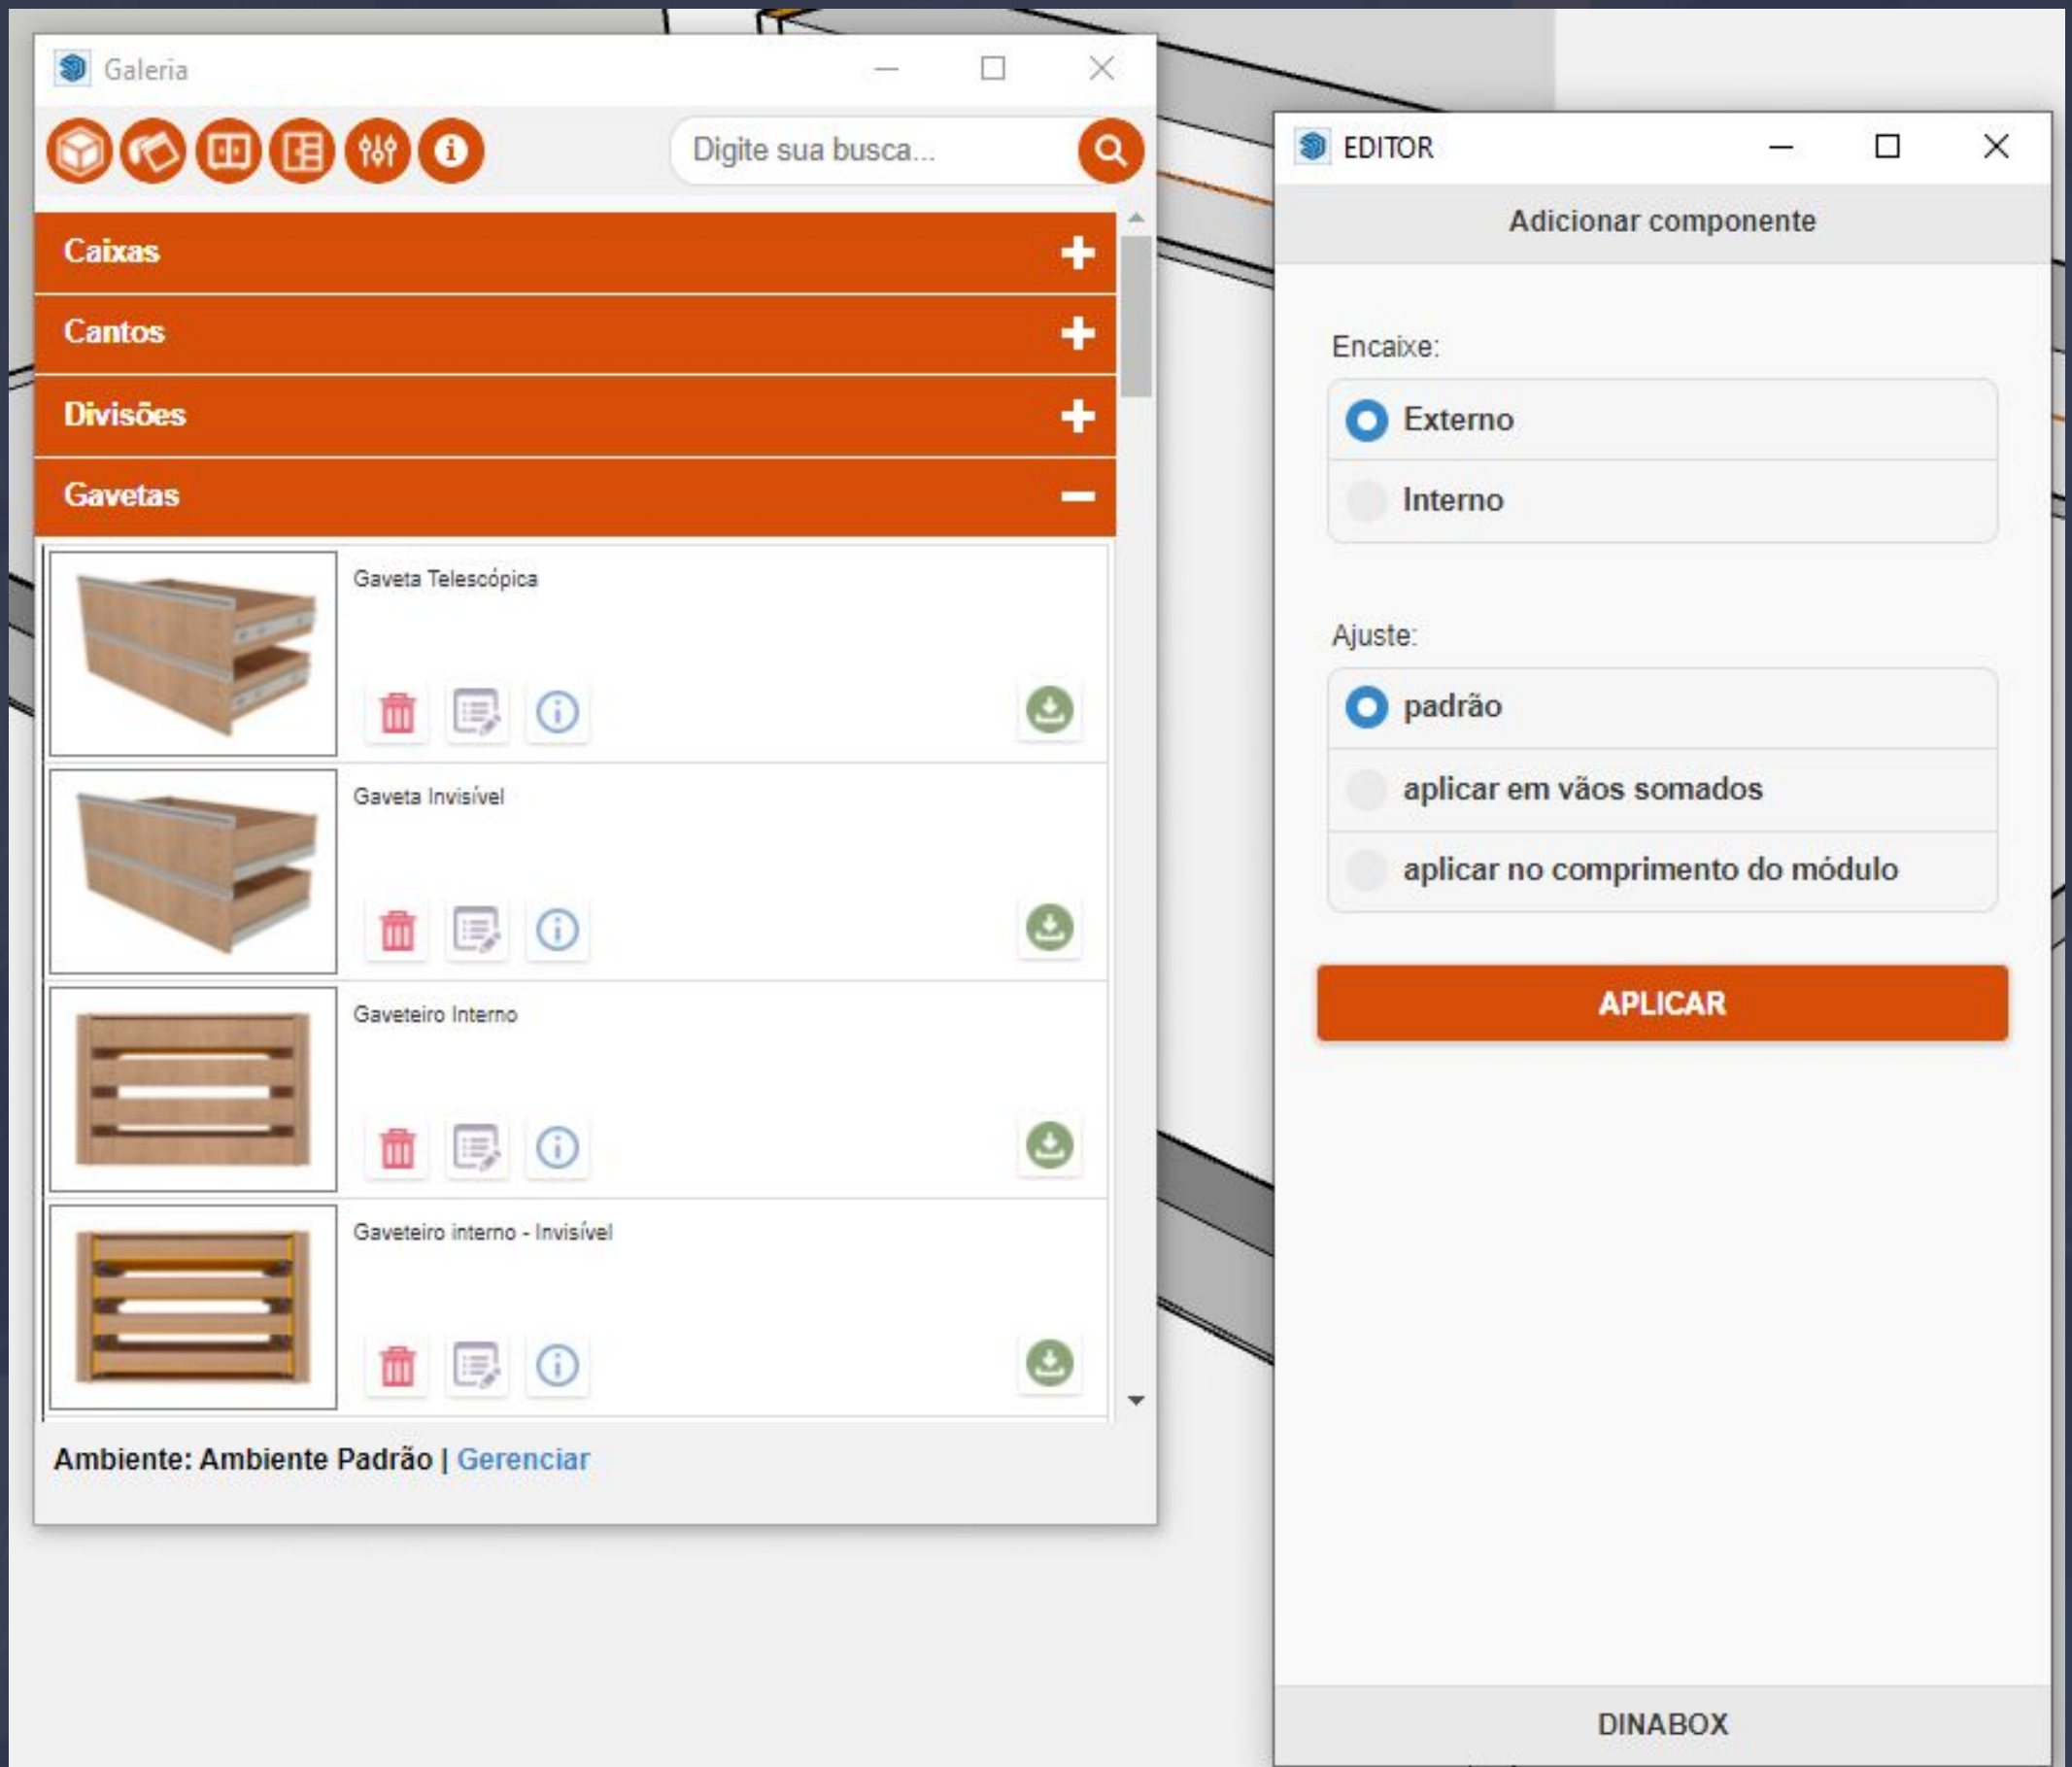 Galeria
Digite sua busca...
Caixas
Cantos
Divisões
Gavetas
Gaveta Telescópica
Gaveta Invisível
Gaveteiro Interno
Gaveteiro interno - Invisível
Ambiente: Ambiente Padrão | Gerenciar
EDITOR
Adicionar componente
Encaixe:
Externo
Interno
Ajuste:
padrão
aplicar em vãos somados
aplicar no comprimento do módulo
APLICAR
DINABOX